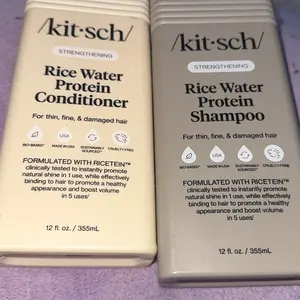 /kit·sch/
STRENGTHENING
Rice Water
Protein
Conditioner
For thin, fine, & damaged hair
BIO-BASED*
MADE IN USA
SUSTAINABLY
SOURCED**
CRUELTY-FREE
USA
FORMULATED WITH RICETEIN™
clinically tested to instantly promote
natural shine in 1 use, while effectively
binding to hair to promote a healthy
appearance and boost volume
in 5 uses
12 fl. oz. / 355mL
/kit·sch/
STRENGTHENING
Rice Water
Protein
Shampoo
For thin, fine, & damaged hair
USA
BIO-BASED*
MADE IN USA
SUSTAINABLY
SOURCED**
CRUELTY-FREE
FORMULATED WITH RICETEIN™
clinically tested to instantly promote
natural shine in 1 use, while effectively
binding to hair to promote a healthy
appearance and boost volume
in 5 uses
12 fl. oz. / 355mL